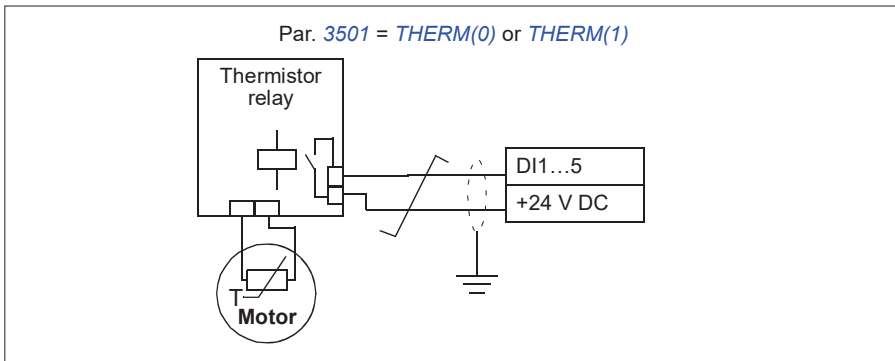 Par. 3501 = THERM(0) or THERM(1)
Thermistor
relay
DI1…5
+24 V DC
T
Motor